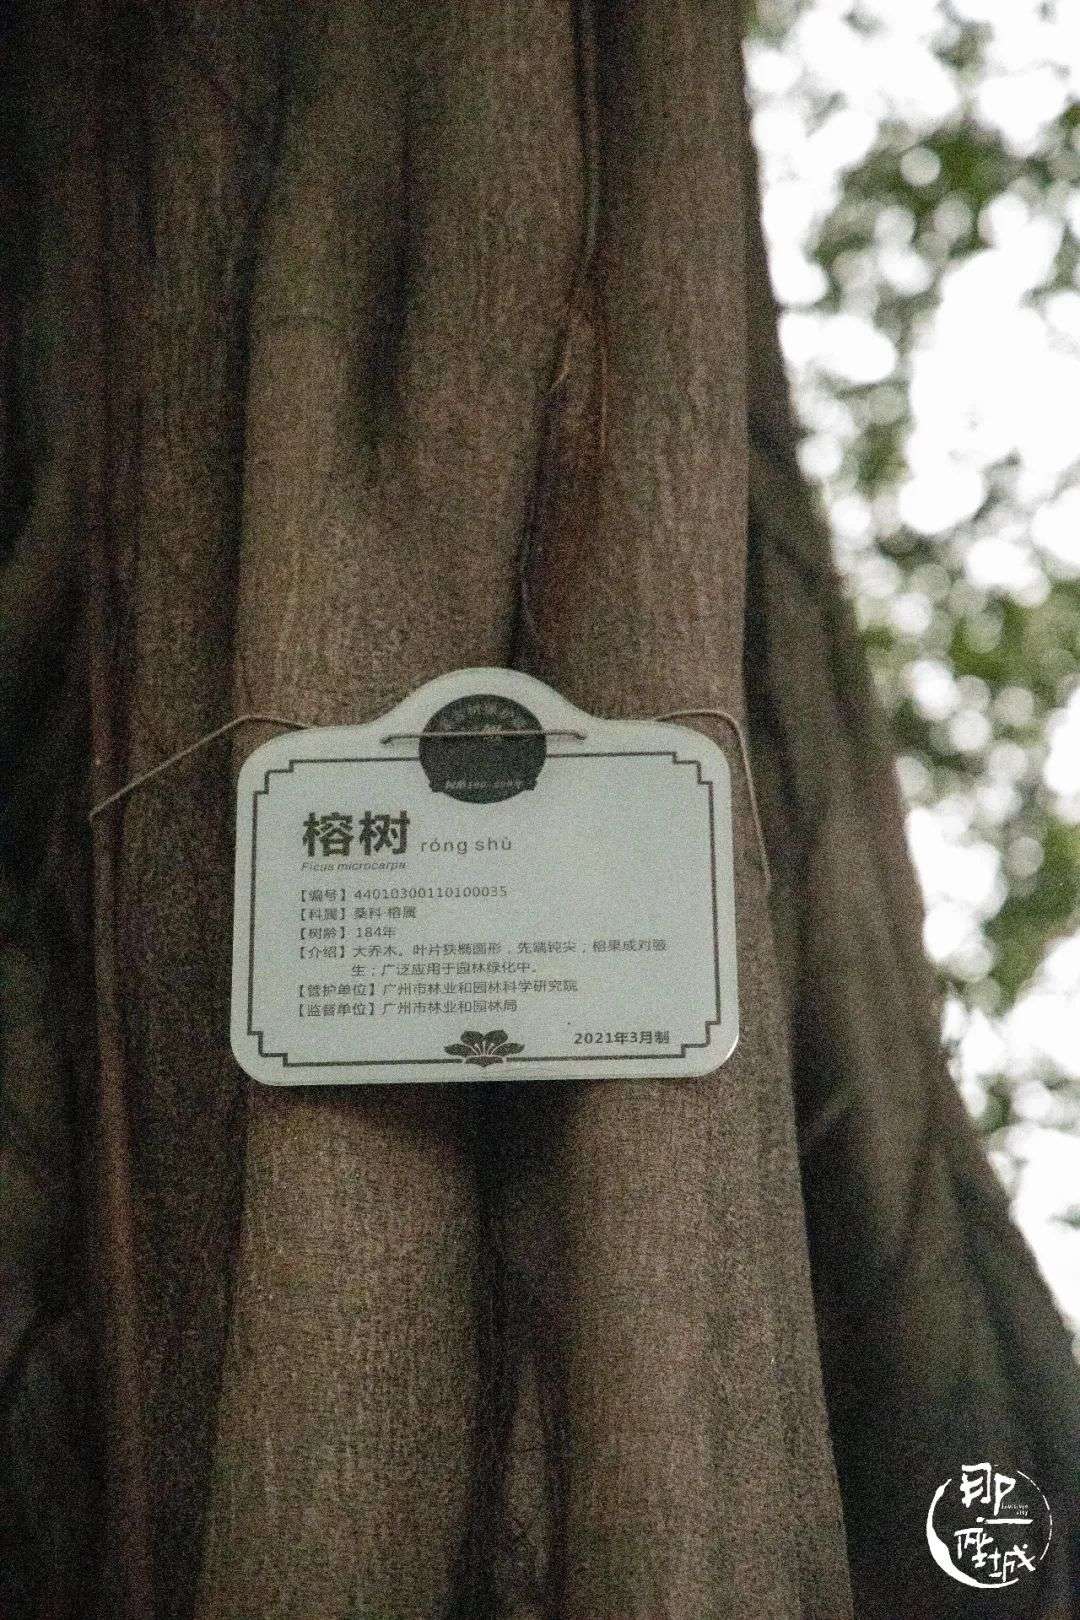 榕树 róng shù
Ficus microcarpa
【编号】44010300110100035
【科属】桑科 榕属
【树龄】184年
【介绍】大乔木。叶片狭椭圆形，先端钝尖；榕果成对腋
生；广泛应用于园林绿化中。
【管护单位】广州市林业和园林科学研究院
【监督单位】广州市林业和园林局
2021年3月制
那一座城